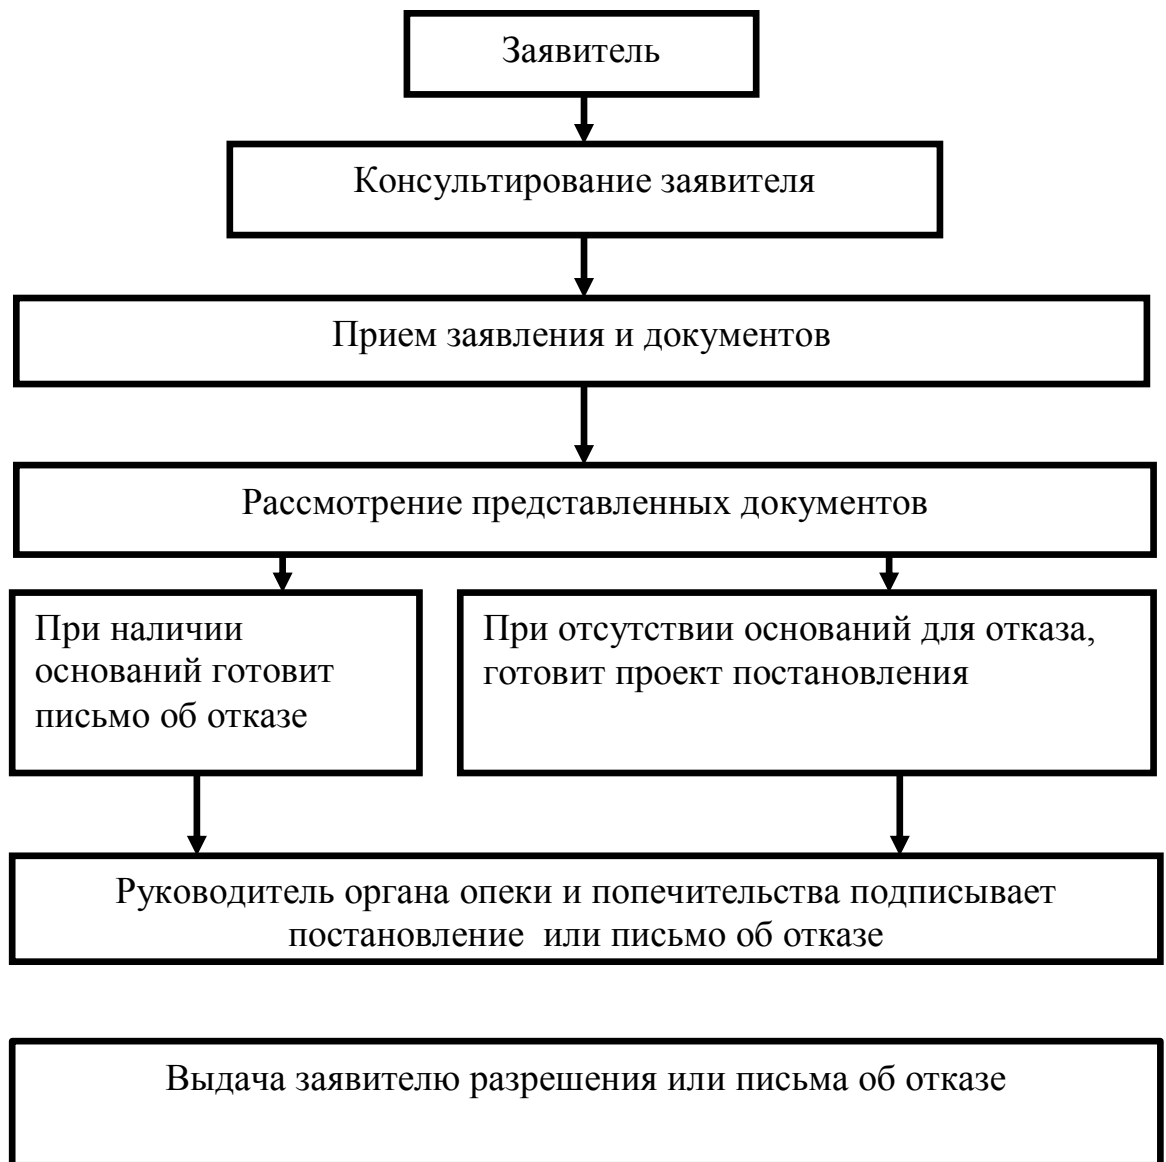 Заявитель
Консультирование заявителя
Прием заявления и документов
Рассмотрение представленных документов
При наличии
оснований готовит
письмо об отказе
При отсутствии оснований для отказа,
готовит проект постановления
Руководитель органа опеки и попечительства подписывает
постановление  или письмо об отказе
Выдача заявителю разрешения или письма об отказе